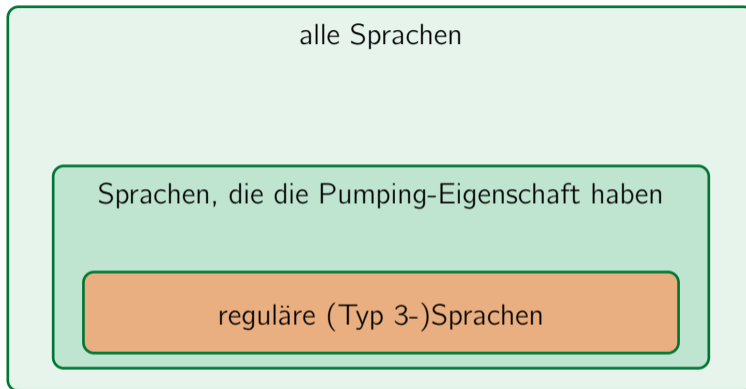 alle Sprachen
Sprachen, die die Pumping-Eigenschaft haben
reguläre (Typ 3-)Sprachen